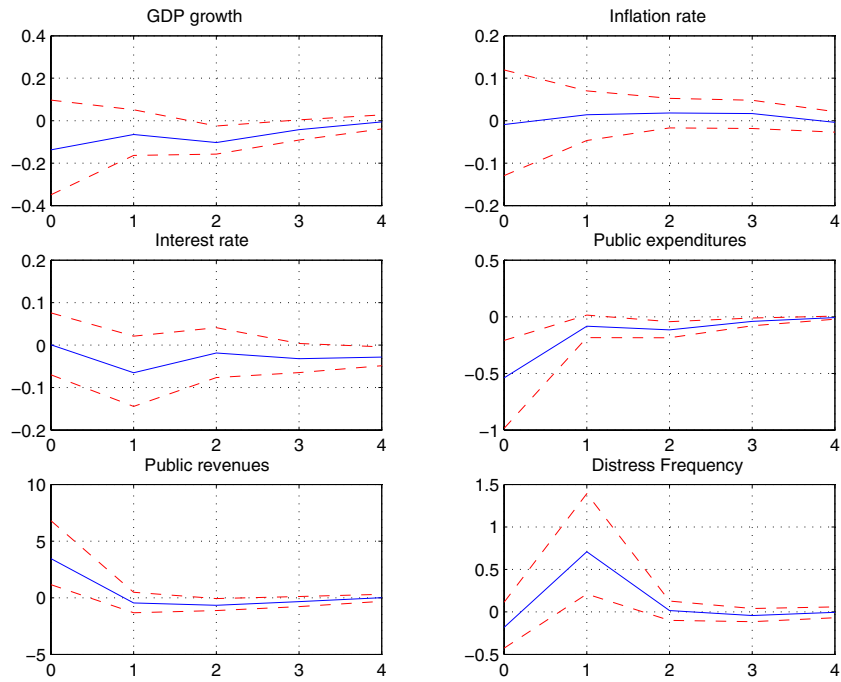 GDP growth
0.4
0.2
0
−0.2
−0.4
0 1 2 3 4
Inflation rate
0.2
0.1
0
−0.1
−0.2
0 1 2 3 4
Interest rate
0.2
0.1
0
−0.1
−0.2
0 1 2 3 4
Public expenditures
0.5
0
−0.5
−1
0 1 2 3 4
Public revenues
10
5
0
−5
0 1 2 3 4
Distress Frequency
1.5
1
0.5
0
−0.5
0 1 2 3 4